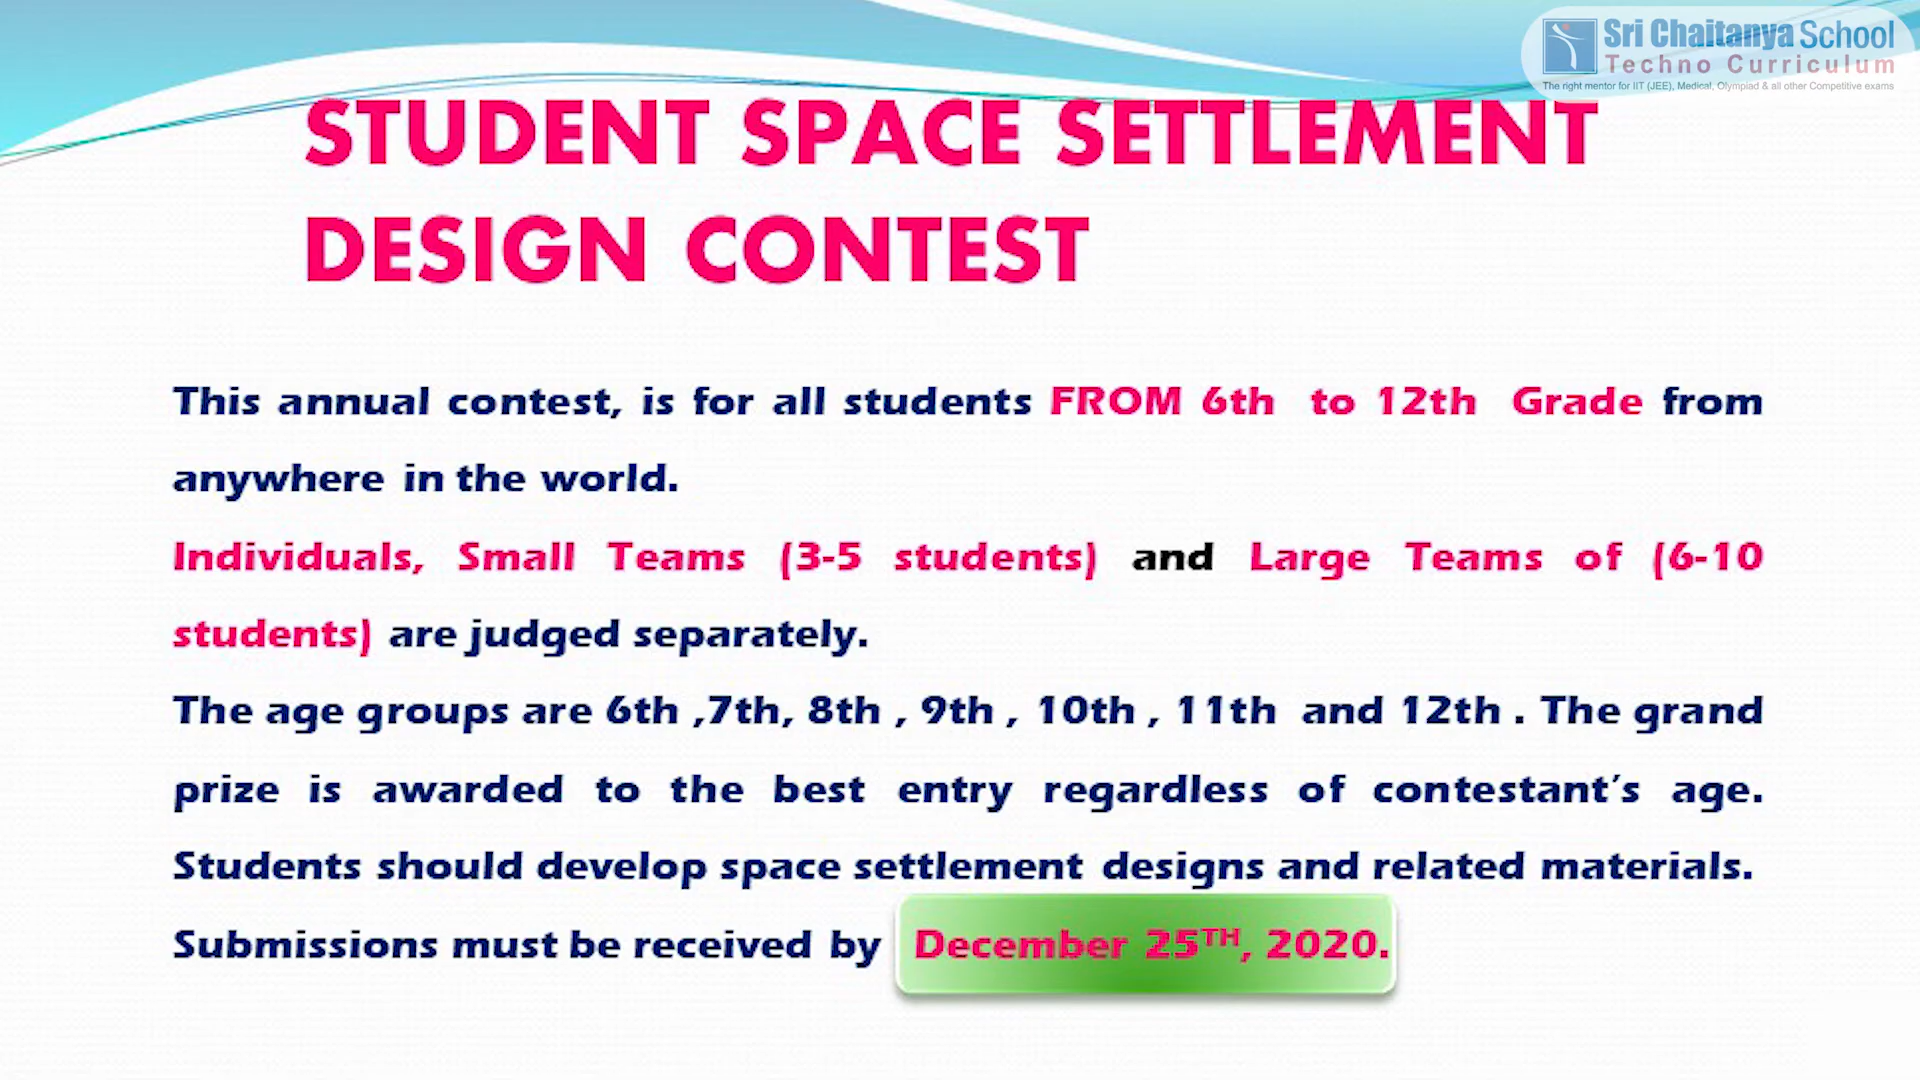 Sri Chaitanya School
Techno Curriculum
The right mentor for IIT (JEE), Medical, Olympiad & all other Competitive exams
STUDENT SPACE SETTLEMENT
DESIGN CONTEST
This annual contest, is for all students FROM 6th to 12th Grade from
anywhere in the world.
Individuals, Small Teams (3-5 students) and Large Teams of (6-10
students) are judged separately.
The age groups are 6th ,7th, 8th , 9th , 10th , 11th and 12th . The grand
prize is awarded to the best entry regardless of contestant's age.
Students should develop space settlement designs and related materials.
Submissions must be received by December 25TH, 2020.